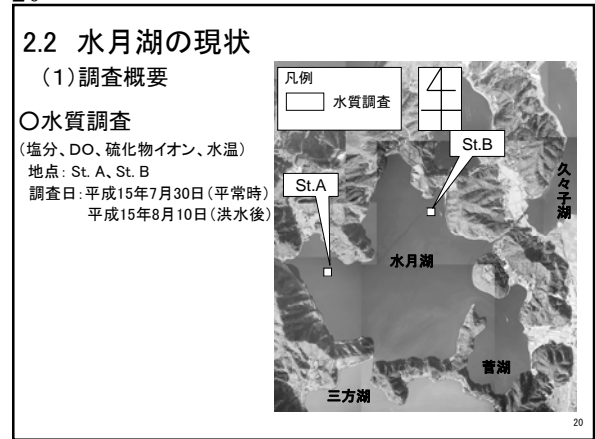 2.2 水月湖の現状
(1)調査概要
○水質調査
(塩分、DO、硫化物イオン、水温)
地点: St. A、St. B
調査日:平成15年7月30日(平常時)
平成15年8月10日(洪水後)
凡例
水質調査
St.B
St.A
久々子湖
水月湖
菅湖
三方湖
20